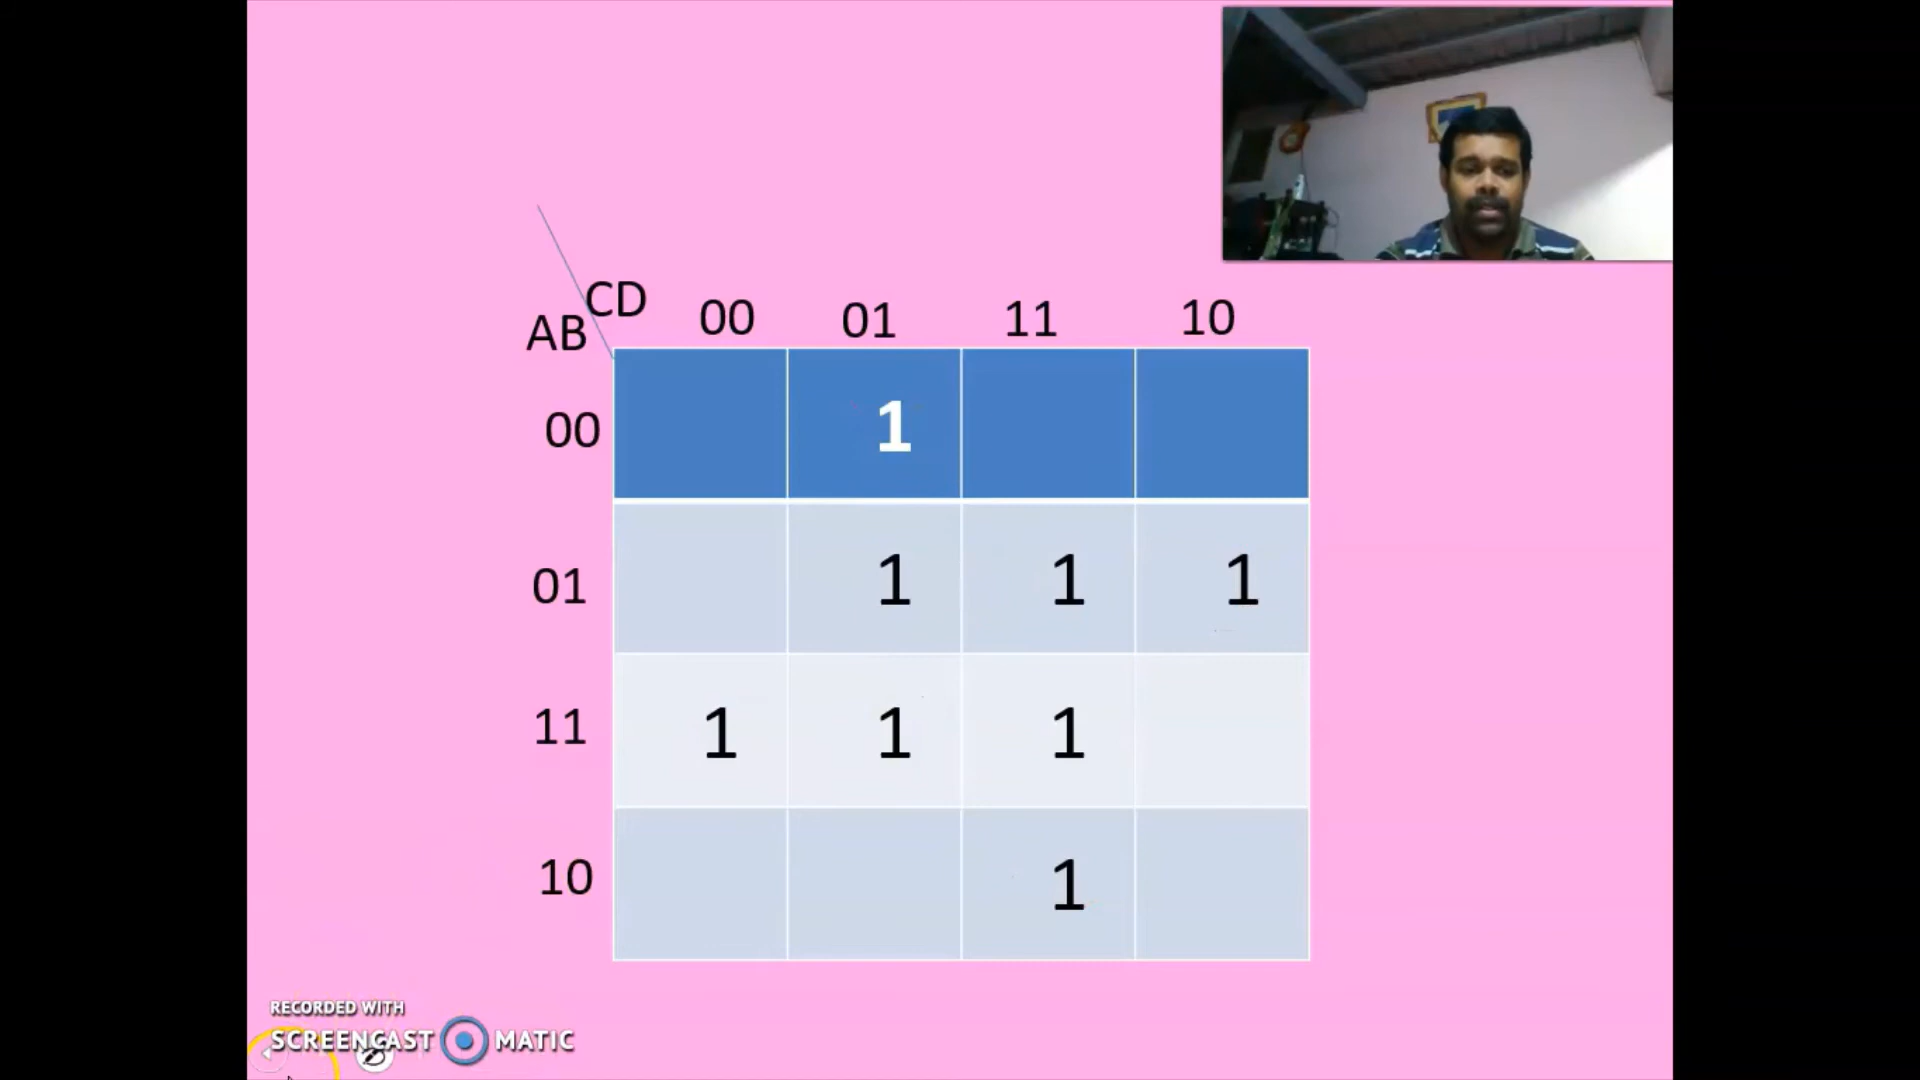 CD 00 01 11 10
AB
00 1
01 1 1 1
11 1 1 1
10 1
RECORDED WITH
SCREENCAST MATIC